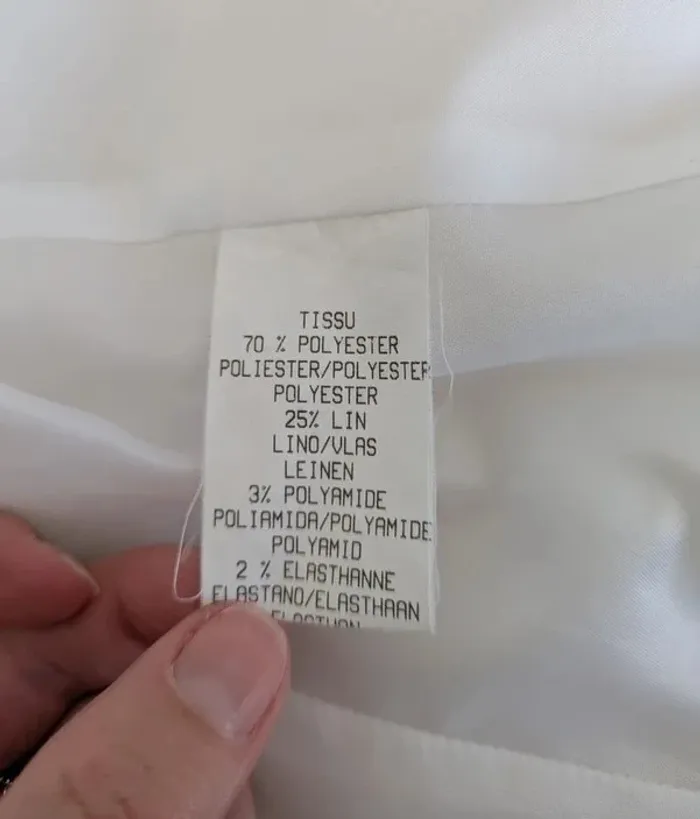 TISSU
70 % POLYESTER
POLIESTER/POLYESTER
POLYESTER
25% LIN
LINO/VLAS
LEINEN
3% POLYAMIDE
POLIAMIDA/POLYAMIDE
POLYAMID
2 % ELASTHANNE
ELASTANO/ELASTHAAN